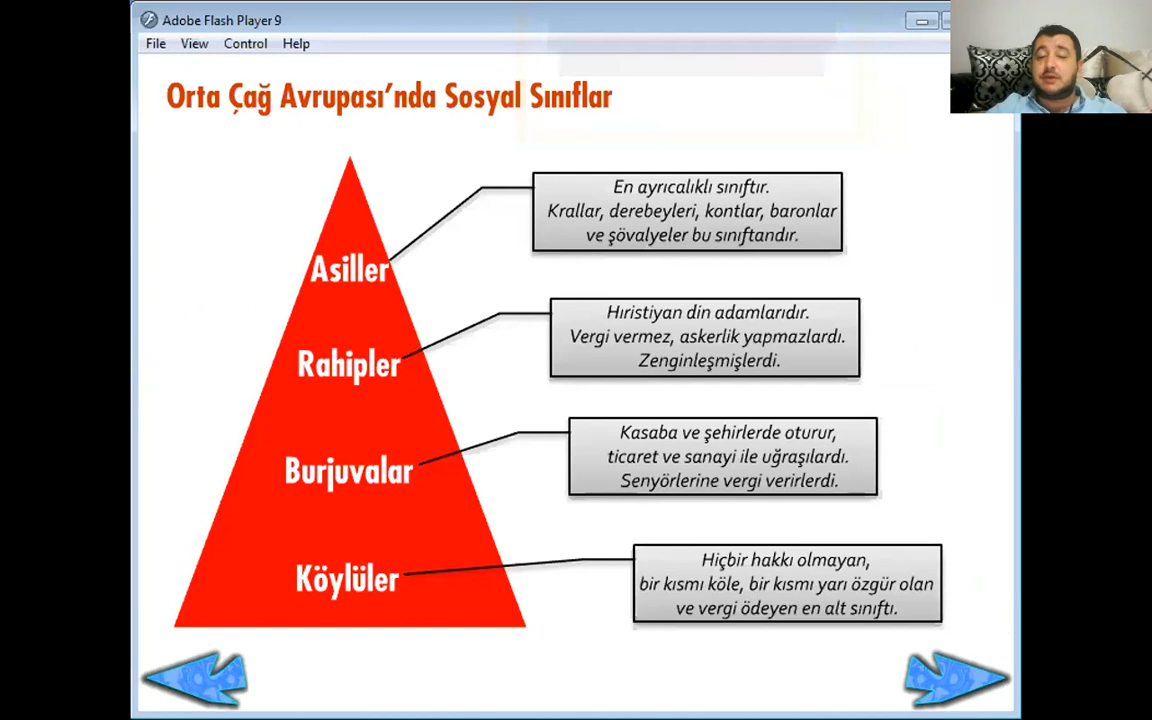 Adobe Flash Player 9
File View Control Help
Orta Çağ Avrupası'nda Sosyal Sınıflar
En ayrıcalıklı sınıftır.
Krallar, derebeyleri, kontlar, baronlar
ve şövalyeler bu sınıftandır.
Asiller
Hıristiyan din adamlarıdır.
Vergi vermez, askerlik yapmazlardı.
Zenginleşmişlerdi.
Rahipler
Kasaba ve şehirlerde oturur,
ticaret ve sanayi ile uğraşılardı.
Senyörlerine vergi verirlerdi.
Burjuvalar
Hiçbir hakkı olmayan,
bir kısmı köle, bir kısmı yarı özgür olan
ve vergi ödeyen en alt sınıftı.
Köylüler